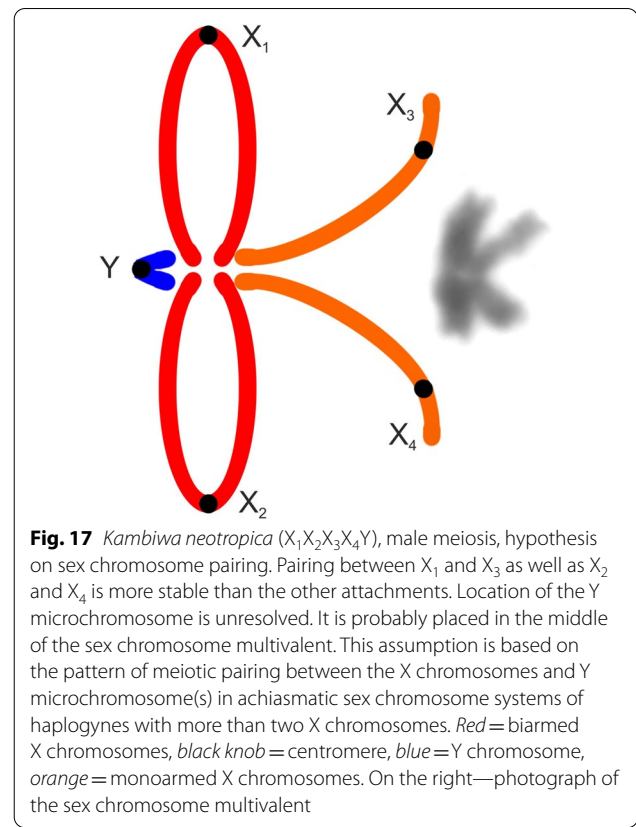 X₁
X₃
Y
X₄
X₂
Fig. 17 Kambiwa neotropica (X₁X₂X₃X₄Y), male meiosis, hypothesis
on sex chromosome pairing. Pairing between X₁ and X₃ as well as X₂
and X₄ is more stable than the other attachments. Location of the Y
microchromosome is unresolved. It is probably placed in the middle
of the sex chromosome multivalent. This assumption is based on
the pattern of meiotic pairing between the X chromosomes and Y
microchromosome(s) in achiasmatic sex chromosome systems of
haplogynes with more than two X chromosomes. Red = biarmed
X chromosomes, black knob = centromere, blue = Y chromosome,
orange = monoarmed X chromosomes. On the right—photograph of
the sex chromosome multivalent